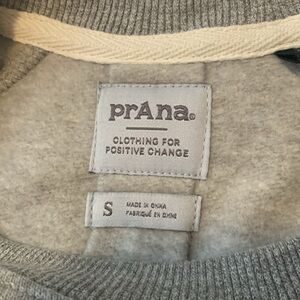 prAna®
CLOTHING FOR
POSITIVE CHANGE
S
MADE IN CHINA
FABRIQUÉ EN CHINE